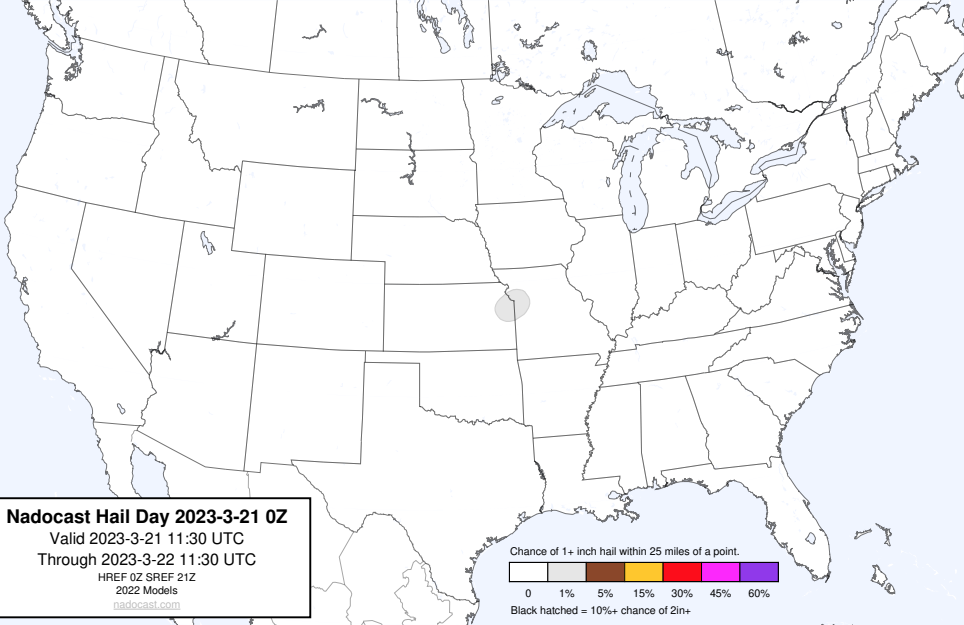 Nadocast Hail Day 2023-3-21 0Z
Valid 2023-3-21 11:30 UTC
Through 2023-3-22 11:30 UTC
HREF 0Z SREF 21Z
2022 Models
nadocast.com
Chance of 1+ inch hail within 25 miles of a point.
0 1% 5% 15% 30% 45% 60%
Black hatched = 10%+ chance of 2in+